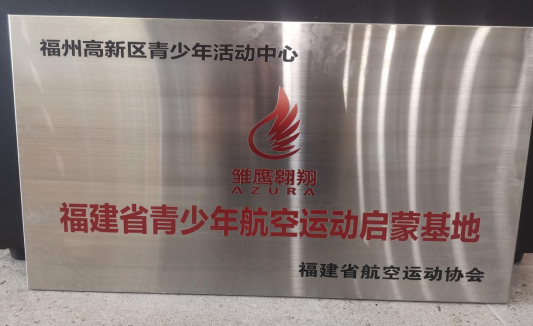 福州高新区青少年活动中心
雏鹰翱翔
AZURA
福建省青少年航空运动启蒙基地
福建省航空运动协会